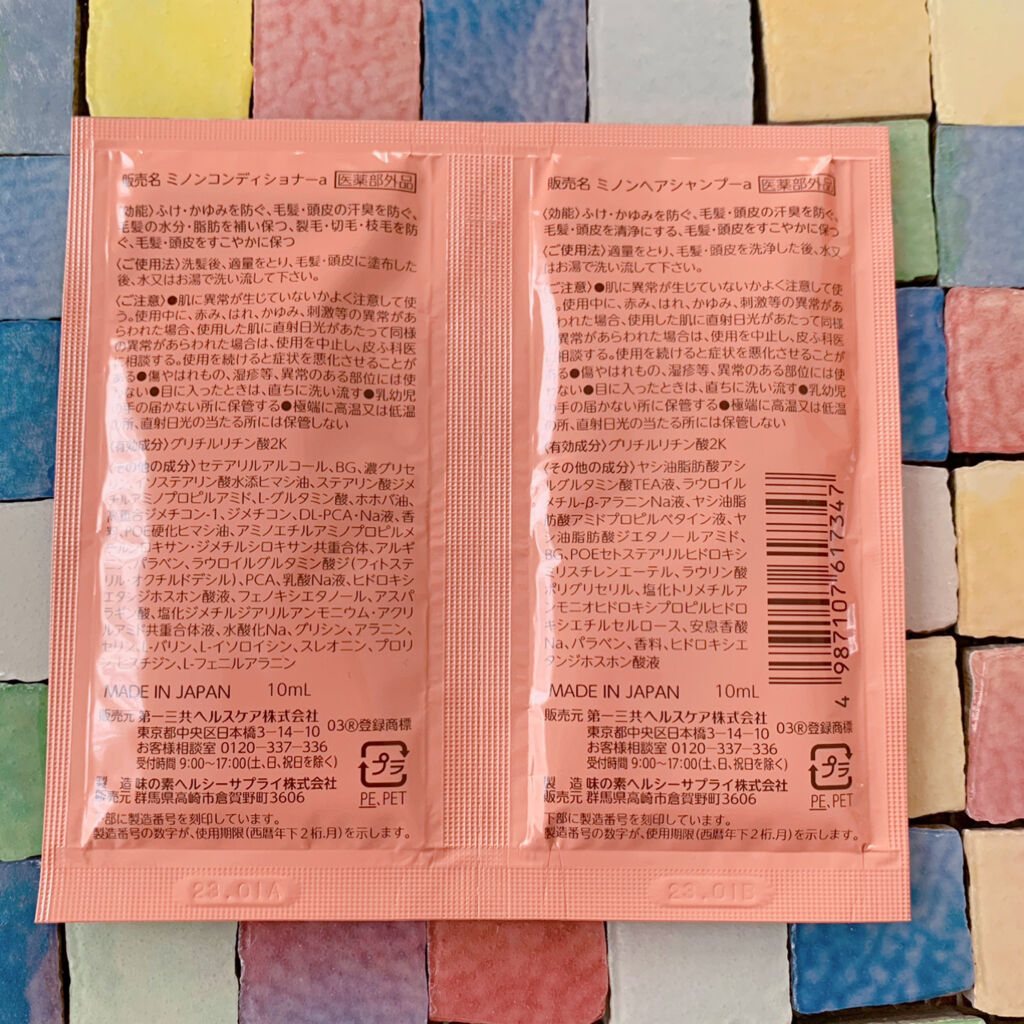 販売名 ミノンコンディショナーa 医薬部外品
〈効能〉ふけ・かゆみを防ぐ、毛髪・頭皮の汗臭を防ぐ、
毛髪の水分・脂肪を補い保つ、裂毛・切毛・枝毛を防
ぐ、毛髪・頭皮をすこやかに保つ
〈ご使用法〉洗髪後、適量をとり、毛髪・頭皮に塗布した
後、水又はお湯で洗い流して下さい。
〈ご注意〉●肌に異常が生じていないかよく注意して使
う。使用中に、赤み、はれ、かゆみ、刺激等の異常があ
らわれた場合、使用した肌に直射日光があたって同様
の異常があらわれた場合は、使用を中止し、皮ふ科医
に相談する。使用を続けると症状を悪化させることが
ある●傷やはれもの、湿疹等、異常のある部位には使
わない●目に入ったときは、直ちに洗い流す●乳幼児
の手の届かない所に保管する●極端に高温又は低温
の所、直射日光の当たる所には保管しない
〈有効成分〉グリチルリチン酸2K
〈その他の成分〉セテアリルアルコール、BG、濃グリセ
リン、イソステアリン酸水添ヒマシ油、ステアリン酸ジメ
チルアミノプロピルアミド、L-グルタミン酸、ホホバ油、
高重合ジメチコン-1、ジメチコン、DL-PCA・Na液、香
料、POE硬化ヒマシ油、アミノエチルアミノプロピルメ
チルシロキサン・ジメチルシロキサン共重合体、アルギ
ニン、パラベン、ラウロイルグルタミン酸ジ(フィトステ
リル・オクチルドデシル)、PCA、乳酸Na液、ヒドロキシ
エタンジホスホン酸液、フェノキシエタノール、アスパ
ラギン酸、塩化ジメチルジアリルアンモニウム・アクリ
ルアミド共重合体液、水酸化Na、グリシン、アラニン、
セリン、L-バリン、L-イソロイシン、スレオニン、プロリ
ン、ヒスチジン、L-フェニルアラニン
MADE IN JAPAN 10mL
販売元 第一三共ヘルスケア株式会社
東京都中央区日本橋3-14-10 03®登録商標
お客様相談室 0120-337-336
受付時間 9:00〜17:00(土、日、祝日を除く)
プラ
製造販売元 味の素ヘルシーサプライ株式会社
群馬県高崎市倉賀野町3606
PE、PET
下部に製造番号を刻印しています。
製造番号の数字が、使用期限(西暦年下2桁.月)を示します。
23.01A
販売名 ミノンヘアシャンプーa 医薬部外品
〈効能〉ふけ・かゆみを防ぐ、毛髪・頭皮の汗臭を防ぐ、
毛髪・頭皮を清浄にする、毛髪・頭皮をすこやかに保つ
〈ご使用法〉適量をとり、毛髪・頭皮を洗浄した後、水又
はお湯で洗い流して下さい。
〈ご注意〉●肌に異常が生じていないかよく注意して使
う。使用中に、赤み、はれ、かゆみ、刺激等の異常があ
らわれた場合、使用した肌に直射日光があたって同様
の異常があらわれた場合は、使用を中止し、皮ふ科医
に相談する。使用を続けると症状を悪化させることがあ
る●傷やはれもの、湿疹等、異常のある部位には使わ
ない●目に入ったときは、直ちに洗い流す●乳幼児
の手の届かない所に保管する●極端に高温又は低温
の所、直射日光の当たる所には保管しない
〈有効成分〉グリチルリチン酸2K
〈その他の成分〉ヤシ油脂肪酸アシ
ルグルタミン酸TEA液、ラウロイル
メチル-β-アラニンNa液、ヤシ油脂
肪酸アミドプロピルベタイン液、ヤ
シ油脂肪酸ジエタノールアミド、
BG、POEセトステアリルヒドロキシ
ミリスチレンエーテル、ラウリン酸
ポリグリセリル、塩化トリメチルア
ンモニオヒドロキシプロピルヒドロ
キシエチルセルロース、安息香酸
Na、パラベン、香料、ヒドロキシエ
タンジホスホン酸液
4 987107 617347
MADE IN JAPAN 10mL
販売元 第一三共ヘルスケア株式会社
東京都中央区日本橋3-14-10 03®登録商標
お客様相談室 0120-337-336
受付時間 9:00〜17:00(土、日、祝日を除く)
プラ
製造販売元 味の素ヘルシーサプライ株式会社
群馬県高崎市倉賀野町3606
PE、PET
下部に製造番号を刻印しています。
製造番号の数字が、使用期限(西暦年下2桁.月)を示します。
23.01B